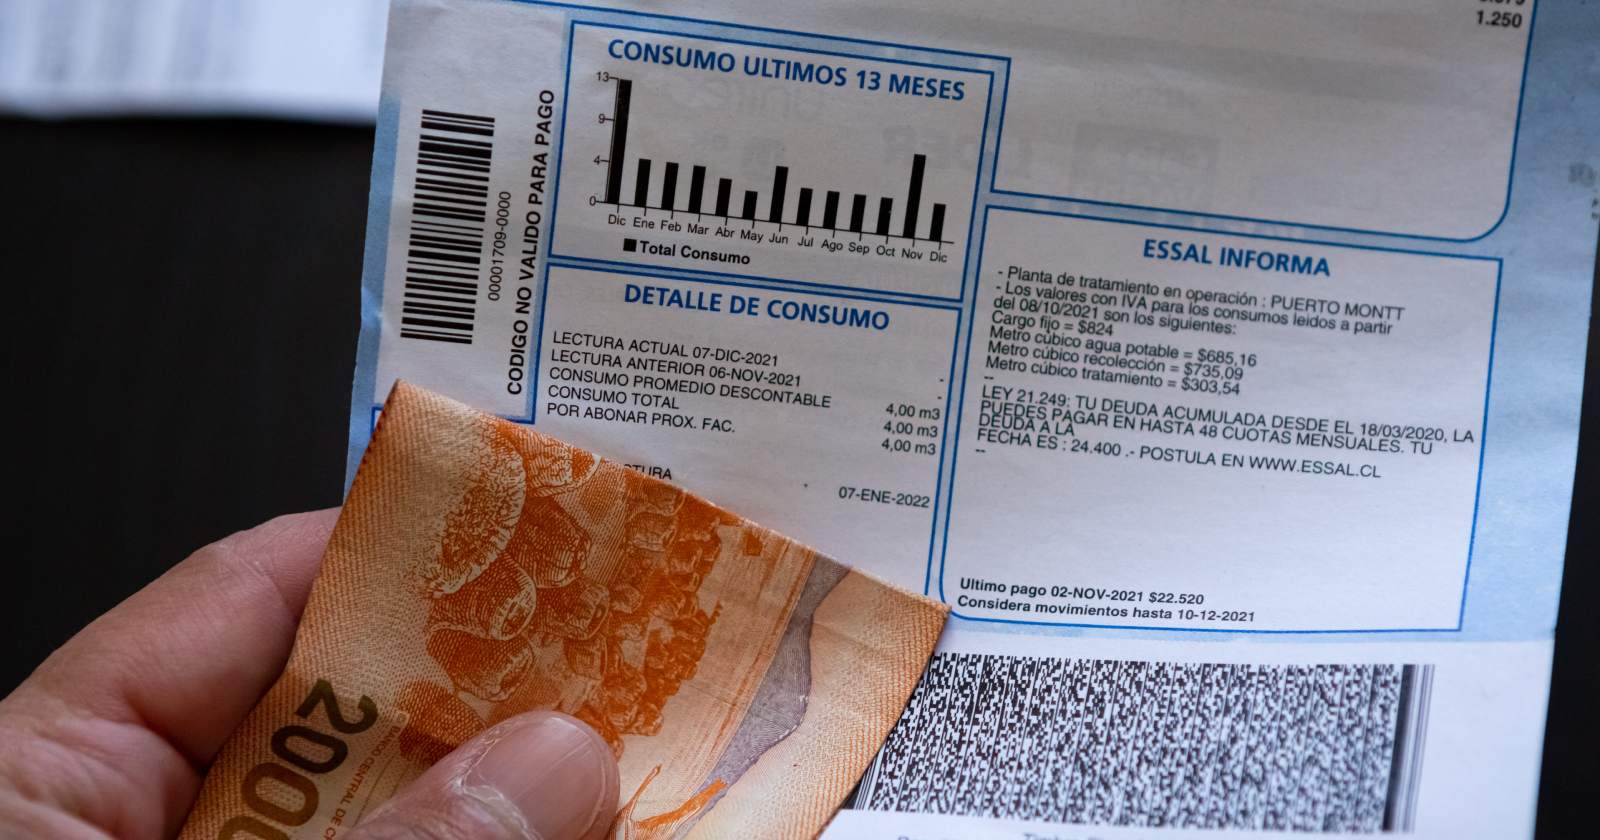 1.250
CONSUMO ULTIMOS 13 MESES
13
9
4
0
Dic Ene Feb Mar Abr May Jun Jul Ago Sep Oct Nov Dic
Total Consumo
CODIGO NO VALIDO PARA PAGO
00001709-0000
DETALLE DE CONSUMO
LECTURA ACTUAL 07-DIC-2021 -
LECTURA ANTERIOR 06-NOV-2021 -
CONSUMO PROMEDIO DESCONTABLE 4,00 m3
CONSUMO TOTAL 4,00 m3
POR ABONAR PROX. FAC. 4,00 m3
TURA
07-ENE-2022
ESSAL INFORMA
- Planta de tratamiento en operación : PUERTO MONTT
- Los valores con IVA para los consumos leidos a partir
del 08/10/2021 son los siguientes:
Cargo fijo = $824
Metro cúbico agua potable = $685,16
Metro cúbico recolección = $735,09
Metro cúbico tratamiento = $303,54
--
LEY 21.249: TU DEUDA ACUMULADA DESDE EL 18/03/2020, LA
PUEDES PAGAR EN HASTA 48 CUOTAS MENSUALES. TU
DEUDA A LA
FECHA ES : 24.400 .- POSTULA EN WWW.ESSAL.CL
--
Ultimo pago 02-NOV-2021 $22.520
Considera movimientos hasta 10-12-2021
2000
BANCO CENTRAL DE C